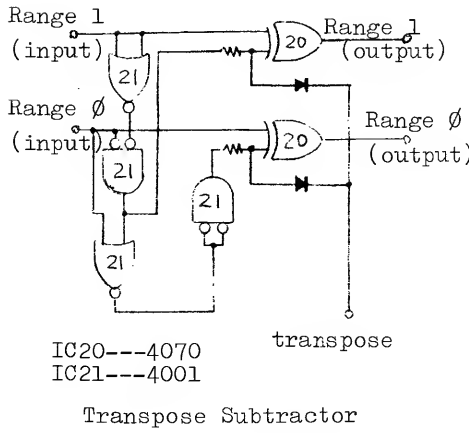 Range 1
(input)
Range 1
(output)
20
21
Range Ø
(input)
Range Ø
(output)
20
21
21
21
transpose
IC20---4070
IC21---4001
Transpose Subtractor